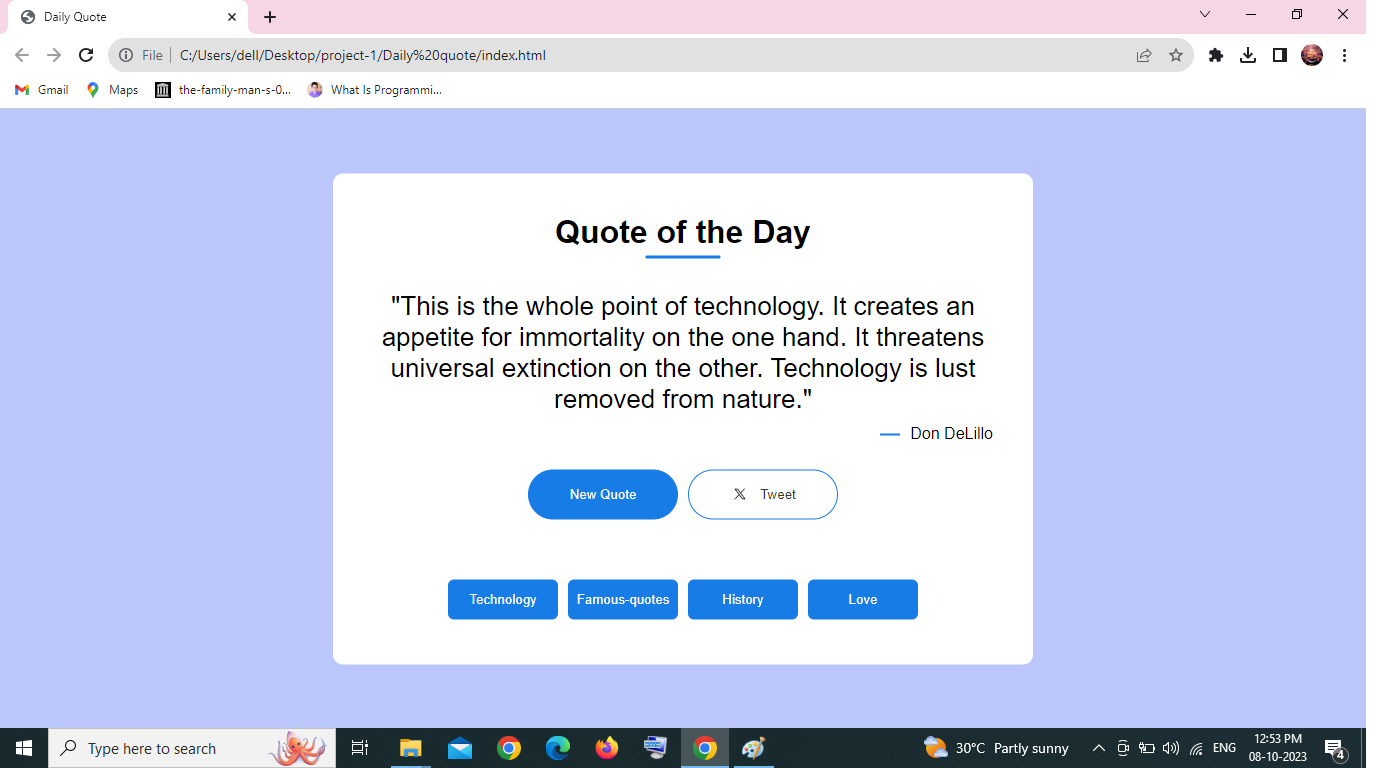 Daily Quote
File
C:/Users/dell/Desktop/project-1/Daily%20quote/index.html
Gmail
Maps
the-family-man-s-0...
What Is Programmi...
Quote of the Day
"This is the whole point of technology. It creates an
appetite for immortality on the one hand. It threatens
universal extinction on the other. Technology is lust
removed from nature."
— Don DeLillo
New Quote
Tweet
Technology
Famous-quotes
History
Love
Type here to search
30°C Partly sunny
ENG
12:53 PM
08-10-2023
4